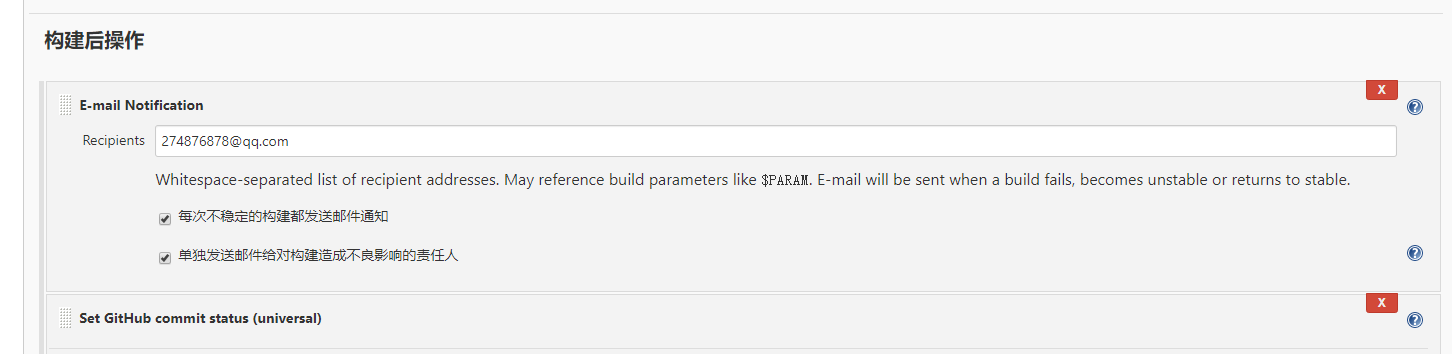 构建后操作
E-mail Notification
X
Recipients
274876878@qq.com
Whitespace-separated list of recipient addresses. May reference build parameters like $PARAM. E-mail will be sent when a build fails, becomes unstable or returns to stable.
每次不稳定的构建都发送邮件通知
单独发送邮件给对构建造成不良影响的责任人
Set GitHub commit status (universal)
X